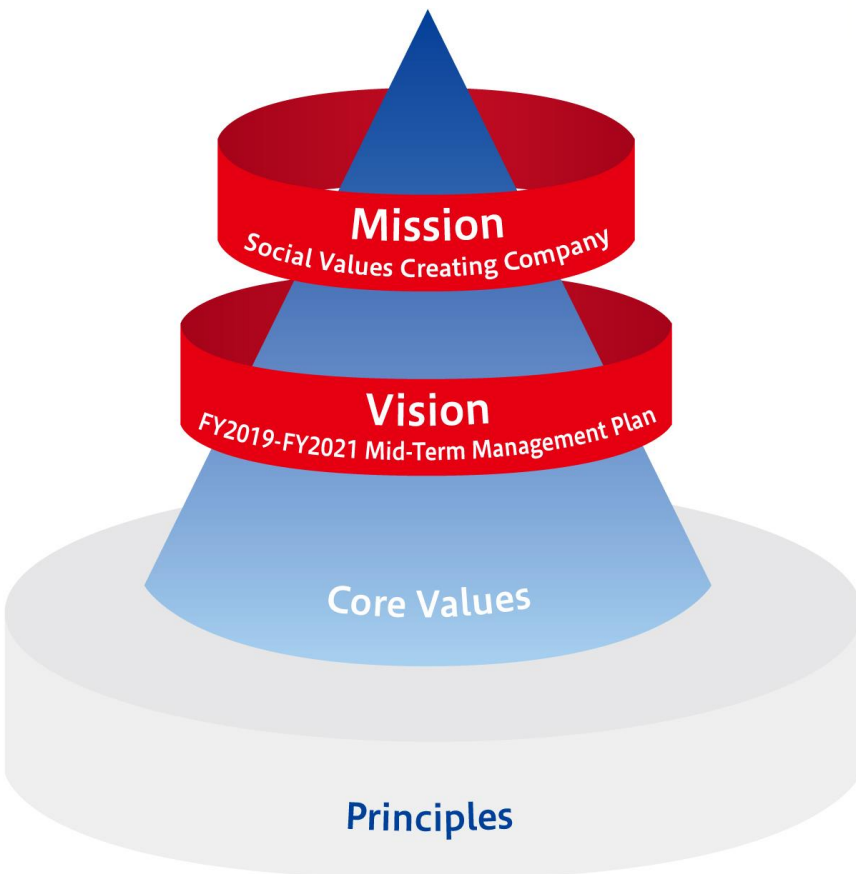 Mission
Social Values Creating Company
Vision
FY2019-FY2021 Mid-Term Management Plan
Core Values
Principles